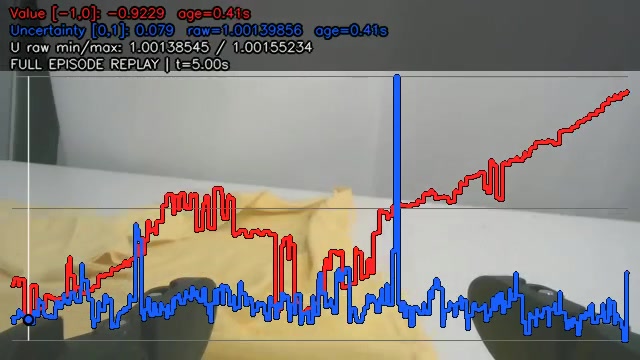 Value [-1,0]: -0.9229 age=0.41s
Uncertainty [0,1]: 0.079 raw=1.00139856 age=0.41s
U raw min/max: 1.00138545 / 1.00155234
FULL EPISODE REPLAY | t=5.00s